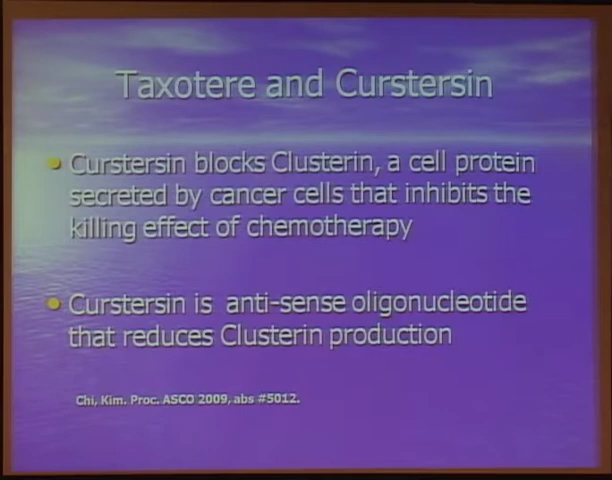 Taxotere and Curstersin
Curstersin blocks Clusterin, a cell protein
secreted by cancer cells that inhibits the
killing effect of chemotherapy
Curstersin is anti-sense oligonucleotide
that reduces Clusterin production
Chi, Kim. Proc. ASCO 2009, abs #5012.